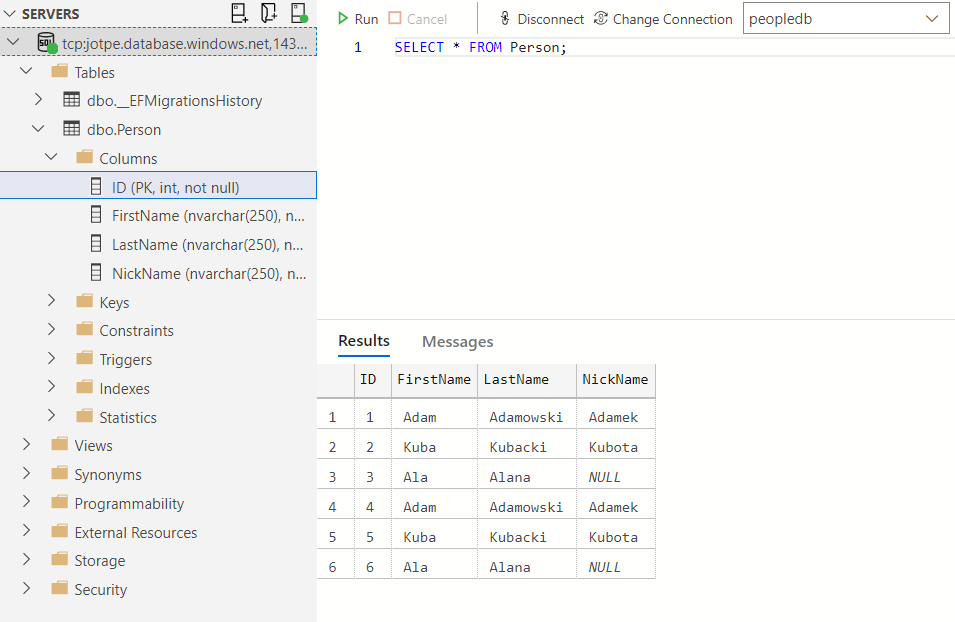 SERVERS
tcp:jotpe.database.windows.net,143...
Tables
dbo.__EFMigrationsHistory
dbo.Person
Columns
ID (PK, int, not null)
FirstName (nvarchar(250), n...
LastName (nvarchar(250), n...
NickName (nvarchar(250), n...
Keys
Constraints
Triggers
Indexes
Statistics
Views
Synonyms
Programmability
External Resources
Storage
Security
Run Cancel Disconnect Change Connection peopledb
1 SELECT * FROM Person;
Results Messages
ID FirstName LastName NickName
1 1 Adam Adamowski Adamek
2 2 Kuba Kubacki Kubota
3 3 Ala Alana NULL
4 4 Adam Adamowski Adamek
5 5 Kuba Kubacki Kubota
6 6 Ala Alana NULL